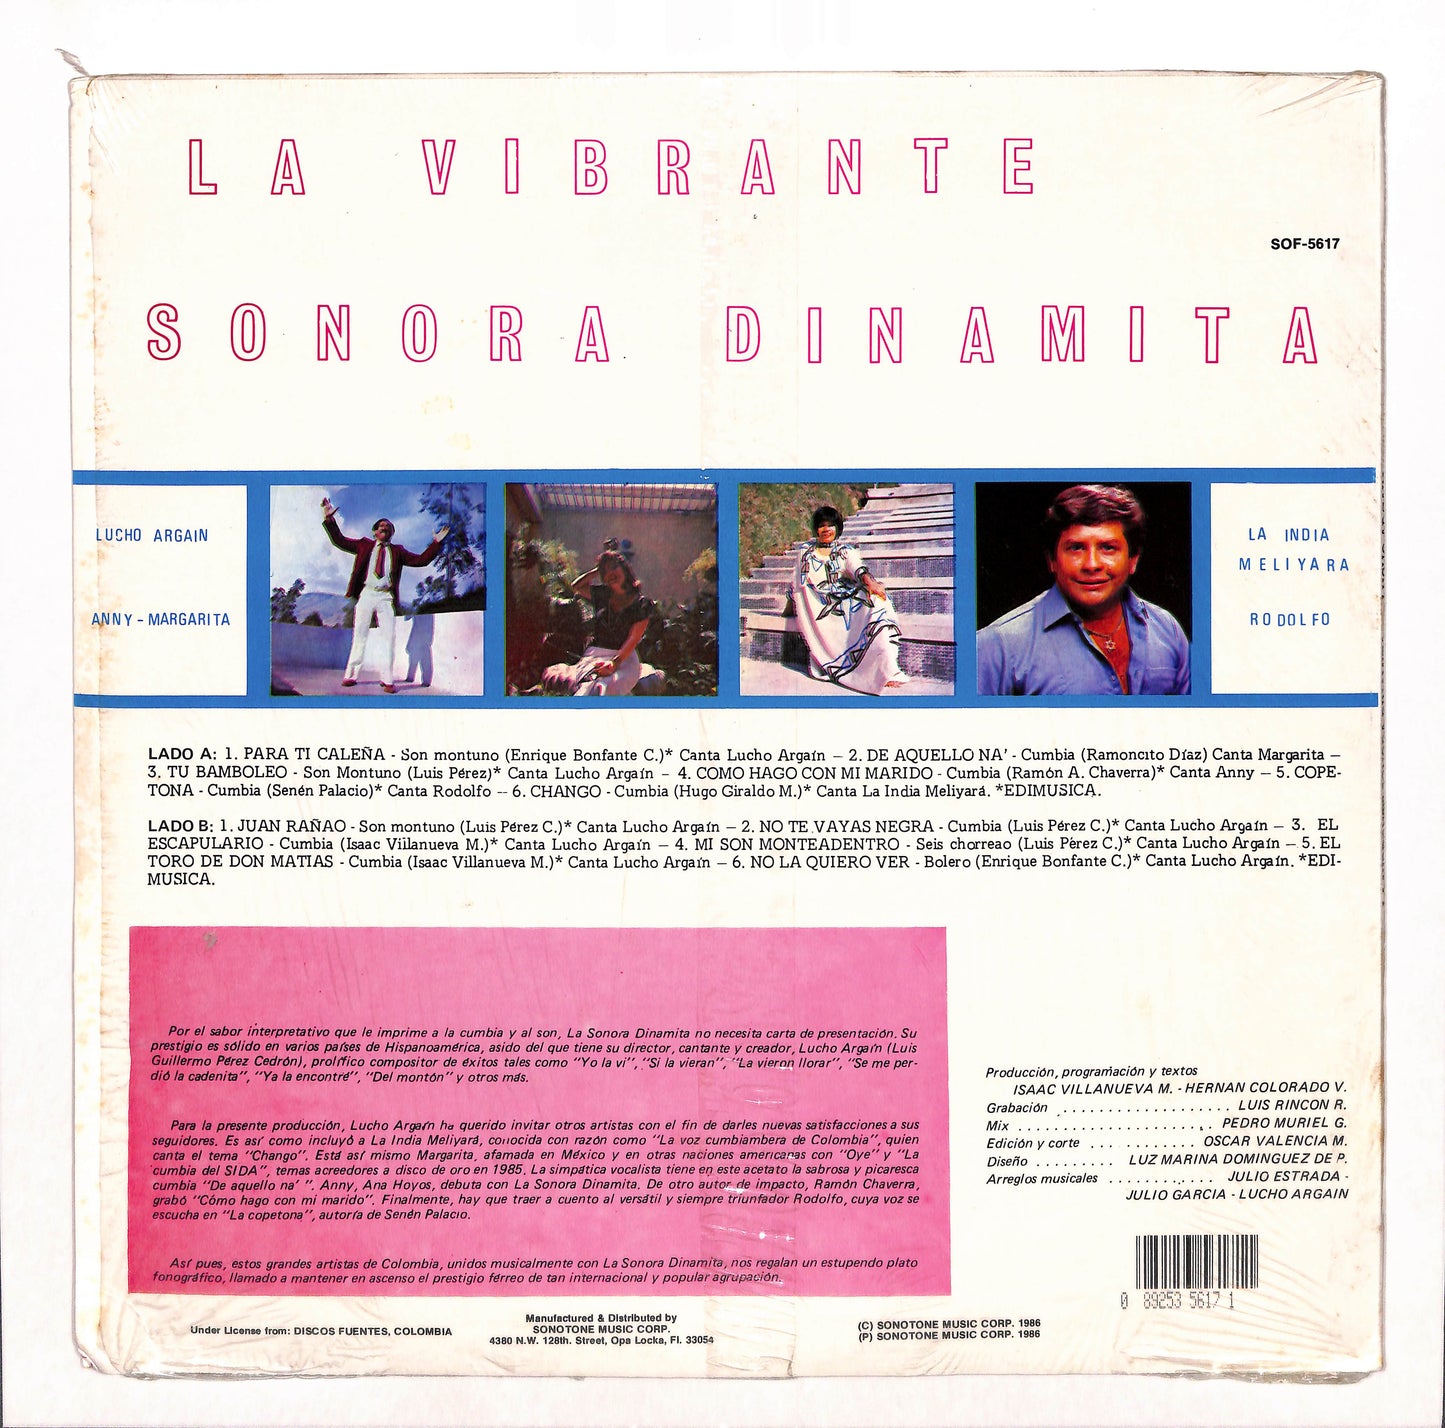 LA VIBRANTE
SOF-5617
SONORA DINAMITA
LUCHO ARGAIN
ANNY-MARGARITA
LA INDIA
MELIYARA
RODOLFO
LADO A: 1. PARA TI CALEÑA - Son montuno (Enrique Bonfante C.)* Canta Lucho Argaín – 2. DE AQUELLO NA' - Cumbia (Ramoncito Díaz) Canta Margarita –
3. TU BAMBOLEO - Son Montuno (Luis Pérez)* Canta Lucho Argaín – 4. COMO HAGO CON MI MARIDO - Cumbia (Ramón A. Chaverra)* Canta Anny – 5. COPE-
TONA - Cumbia (Senén Palacio)* Canta Rodolfo – 6. CHANGO - Cumbia (Hugo Giraldo M.)* Canta La India Meliyará. *EDIMUSICA.
LADO B: 1. JUAN RAÑAO - Son montuno (Luis Pérez C.)* Canta Lucho Argaín – 2. NO TE VAYAS NEGRA - Cumbia (Luis Pérez C.)* Canta Lucho Argaín – 3. EL
ESCAPULARIO - Cumbia (Isaac Villanueva M.)* Canta Lucho Argaín – 4. MI SON MONTEADENTRO - Seis chorreao (Luis Pérez C.)* Canta Lucho Argaín – 5. EL
TORO DE DON MATIAS - Cumbia (Isaac Villanueva M.)* Canta Lucho Argaín – 6. NO LA QUIERO VER - Bolero (Enrique Bonfante C.)* Canta Lucho Argaín. *EDI-
MUSICA.
Por el sabor interpretativo que le imprime a la cumbia y al son, La Sonora Dinamita no necesita carta de presentación. Su
prestigio es sólido en varios países de Hispanoamérica, asido del que tiene su director, cantante y creador, Lucho Argaín (Luis
Guillermo Pérez Cedrón), prolífico compositor de éxitos tales como "Yo la vi", "Si la vieran", "La vieron llorar", "Se me per-
dió la cadenita", "Ya la encontré", "Del montón" y otros más.
Para la presente producción, Lucho Argaín ha querido invitar otros artistas con el fin de darles nuevas satisfacciones a sus
seguidores. Es así como incluyó a La India Meliyará, conocida con razón como "La voz cumbiambera de Colombia", quien
canta el tema "Chango". Está así mismo Margarita, afamada en México y en otras naciones americanas con "Oye" y "La
cumbia del SIDA", temas acreedores a disco de oro en 1985. La simpática vocalista tiene en este acetato la sabrosa y picaresca
cumbia "De aquello na' ". Anny, Ana Hoyos, debuta con La Sonora Dinamita. De otro autor de impacto, Ramón Chaverra,
grabó "Cómo hago con mi marido". Finalmente, hay que traer a cuento al versátil y siempre triunfador Rodolfo, cuya voz se
escucha en "La copetona", autoría de Senén Palacio.
Así pues, estos grandes artistas de Colombia, unidos musicalmente con La Sonora Dinamita, nos regalan un estupendo plato
fonográfico, llamado a mantener en ascenso el prestigio férreo de tan internacional y popular agrupación.
Producción, programación y textos
ISAAC VILLANUEVA M. - HERNAN COLORADO V.
Grabación . . . . . . . . . . . . . . . . . . . LUIS RINCON R.
Mix . . . . . . . . . . . . . . . . . . . . . . PEDRO MURIEL G.
Edición y corte . . . . . . . . . . . OSCAR VALENCIA M.
Diseño . . . . . . . . . LUZ MARINA DOMINGUEZ DE P.
Arreglos musicales . . . . . . . . . . . . JULIO ESTRADA -
JULIO GARCIA - LUCHO ARGAIN
0 89253 5617 1
Under License from: DISCOS FUENTES, COLOMBIA
Manufactured & Distributed by
SONOTONE MUSIC CORP.
4380 N.W. 128th. Street, Opa Locka, Fl. 33054
(C) SONOTONE MUSIC CORP. 1986
(P) SONOTONE MUSIC CORP. 1986